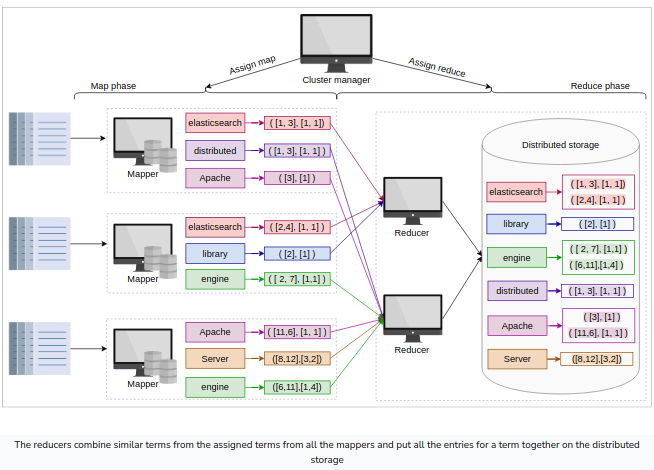 Assign map
Assign reduce
Cluster manager
Map phase
Reduce phase
Mapper
elasticsearch
( [1, 3], [1, 1])
distributed
( [1, 3], [1, 1] )
Apache
( [3], [1] )
Mapper
elasticsearch
( [2,4], [1, 1] )
library
( [2], [1] )
engine
( [ 2, 7], [1,1] )
Mapper
Apache
( [11,6], [1, 1] )
Server
([8,12],[3,2])
engine
([6,11],[1,4])
Reducer
Reducer
Distributed storage
elasticsearch
( [1, 3], [1, 1])
( [2,4], [1, 1] )
library
( [2], [1] )
engine
( [ 2, 7], [1,1] )
([6,11],[1,4])
distributed
( [1, 3], [1, 1] )
Apache
( [3], [1] )
( [11,6], [1, 1] )
Server
([8,12],[3,2])
The reducers combine similar terms from the assigned terms from all the mappers and put all the entries for a term together on the distributed
storage